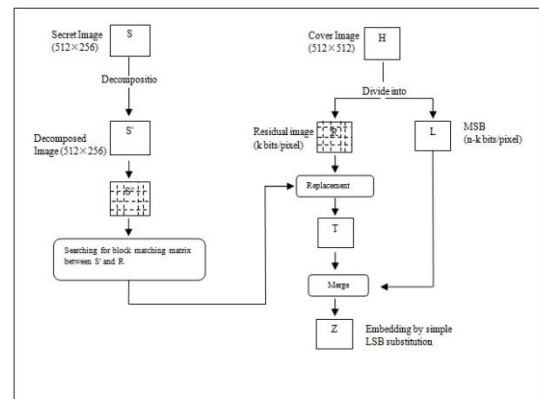 Secret Image
(512×256)
S
Decompositio
Decomposed
Image (512×256)
S'
S'
Searching for block matching matrix
between S' and R.
Cover Image
(512×512)
H
Divide into
Residual image
(k bits/pixel)
R
L
MSB
(n-k bits/pixel)
Replacement
T
Merge
Z
Embedding by simple
LSB substitution